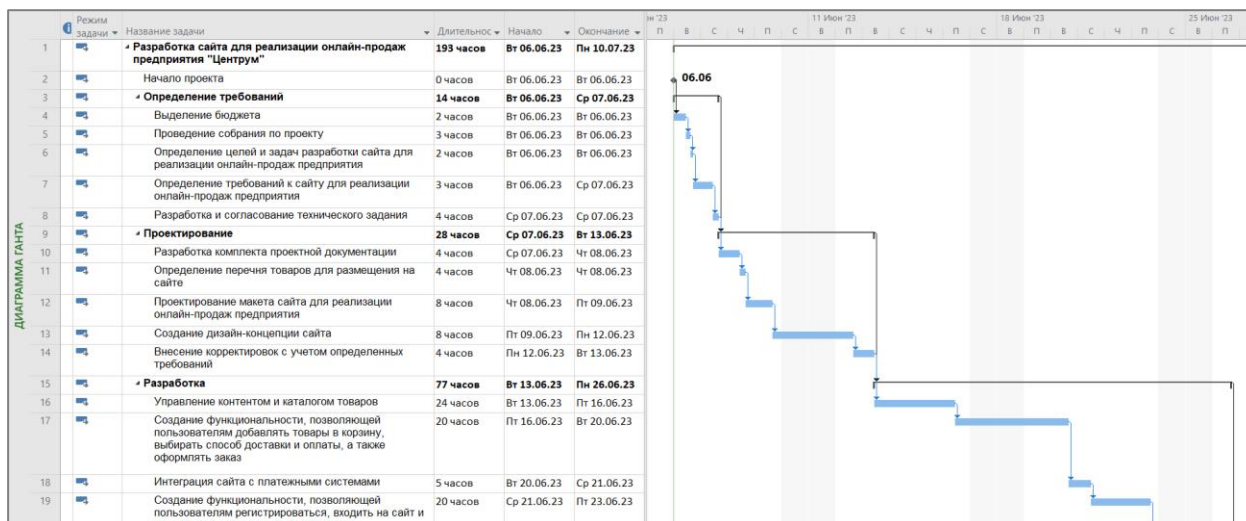 Режим
задачи Название задачи Длительнос Начало Окончание
11 Июн '23 18 Июн '23 25 Июн '23
П В С Ч П С В П В С Ч П С В П В С Ч П С В П
1 Разработка сайта для реализации онлайн-продаж 193 часов Вт 06.06.23 Пн 10.07.23
предприятия "Центрум"
2 Начало проекта 0 часов Вт 06.06.23 Вт 06.06.23
06.06
3 Определение требований 14 часов Вт 06.06.23 Ср 07.06.23
4 Выделение бюджета 2 часов Вт 06.06.23 Вт 06.06.23
5 Проведение собрания по проекту 3 часов Вт 06.06.23 Вт 06.06.23
6 Определение целей и задач разработки сайта для 2 часов Вт 06.06.23 Вт 06.06.23
реализации онлайн-продаж предприятия
7 Определение требований к сайту для реализации 3 часов Вт 06.06.23 Ср 07.06.23
онлайн-продаж предприятия
8 Разработка и согласование технического задания 4 часов Ср 07.06.23 Ср 07.06.23
9 Проектирование 28 часов Ср 07.06.23 Вт 13.06.23
10 Разработка комплекта проектной документации 4 часов Ср 07.06.23 Чт 08.06.23
11 Определение перечня товаров для размещения на 4 часов Чт 08.06.23 Чт 08.06.23
сайте
12 Проектирование макета сайта для реализации 8 часов Чт 08.06.23 Пт 09.06.23
онлайн-продаж предприятия
13 Создание дизайн-концепции сайта 8 часов Пт 09.06.23 Пн 12.06.23
14 Внесение корректировок с учетом определенных 4 часов Пн 12.06.23 Вт 13.06.23
требований
15 Разработка 77 часов Вт 13.06.23 Пн 26.06.23
16 Управление контентом и каталогом товаров 24 часов Вт 13.06.23 Пт 16.06.23
17 Создание функциональности, позволяющей 20 часов Пт 16.06.23 Вт 20.06.23
пользователям добавлять товары в корзину,
выбирать способ доставки и оплаты, а также
оформлять заказ
18 Интеграция сайта с платежными системами 5 часов Вт 20.06.23 Ср 21.06.23
19 Создание функциональности, позволяющей 20 часов Ср 21.06.23 Пт 23.06.23
пользователям регистрироваться, входить на сайт и
ДИАГРАММА ГАНТА